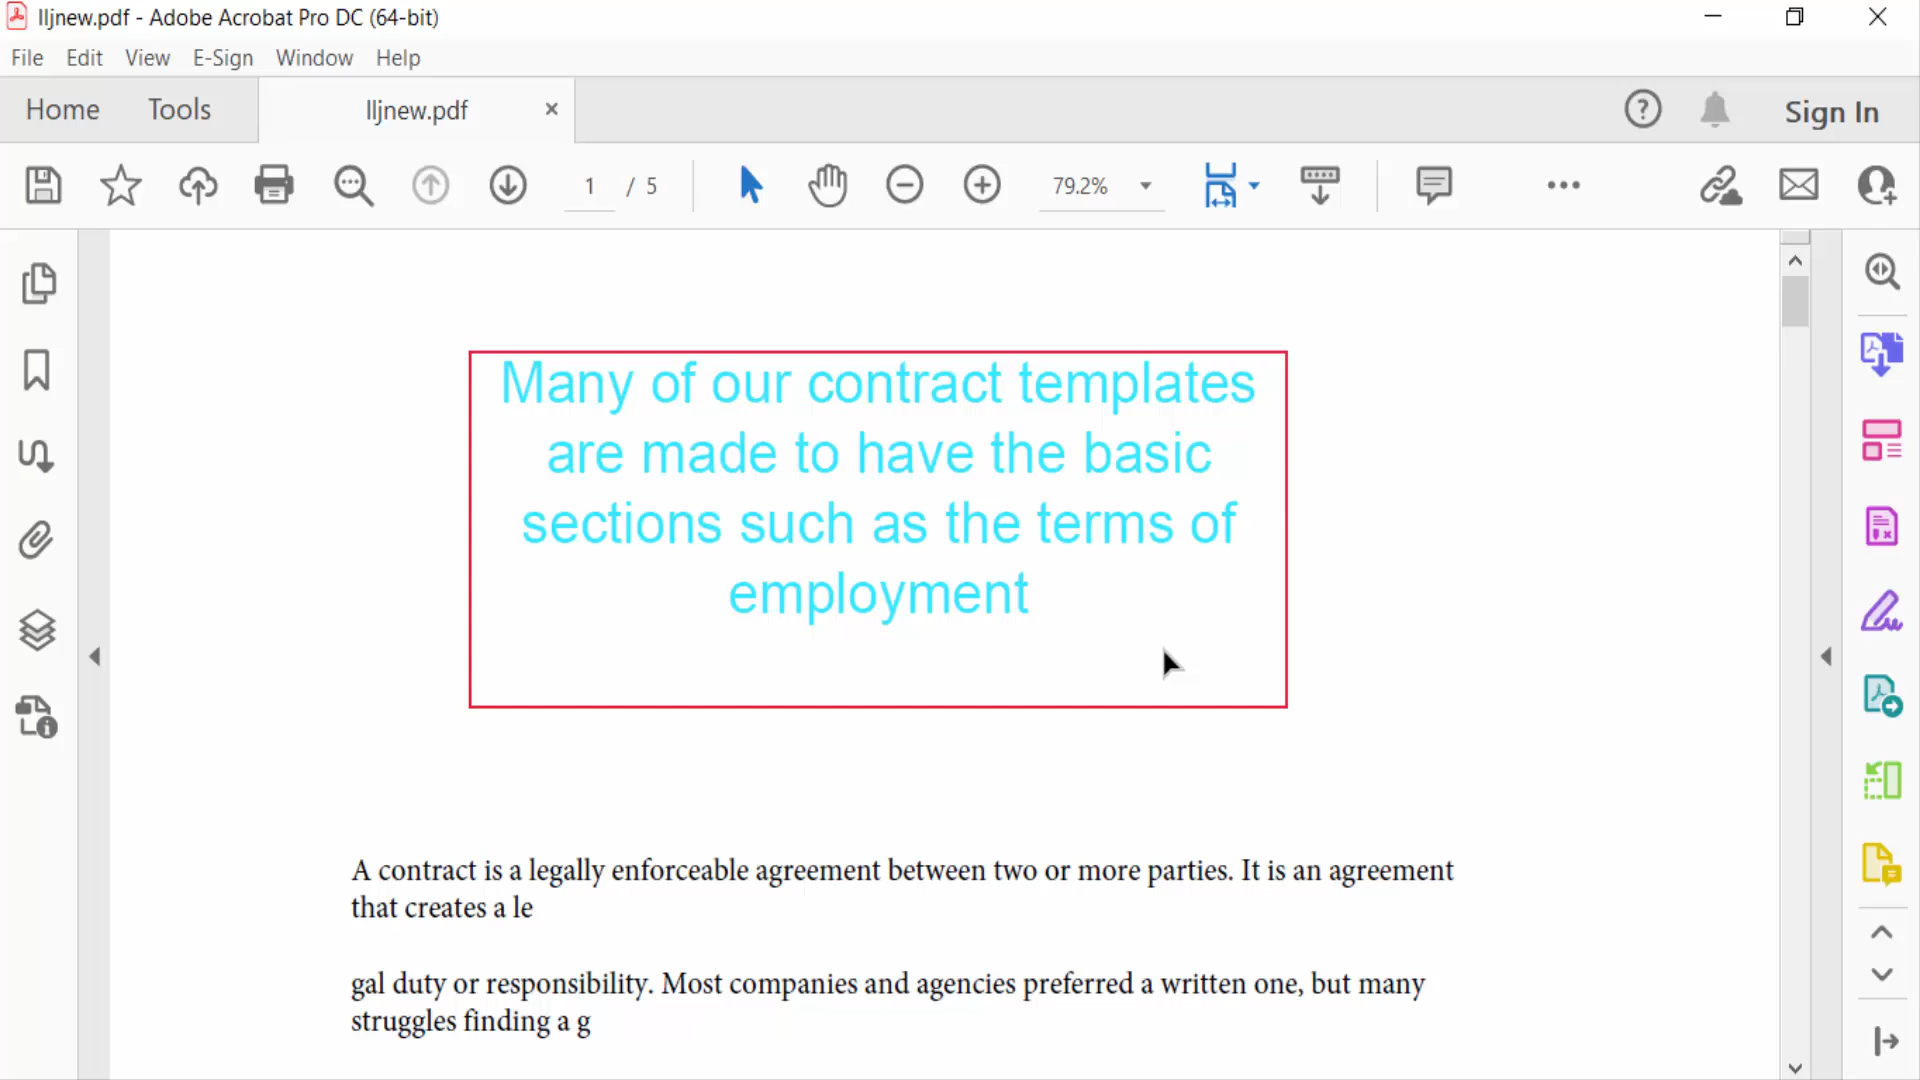 lljnew.pdf - Adobe Acrobat Pro DC (64-bit)
File Edit View E-Sign Window Help
Home Tools lljnew.pdf × Sign In
1 / 5 79.2%
Many of our contract templates
are made to have the basic
sections such as the terms of
employment
A contract is a legally enforceable agreement between two or more parties. It is an agreement
that creates a le
gal duty or responsibility. Most companies and agencies preferred a written one, but many
struggles finding a g